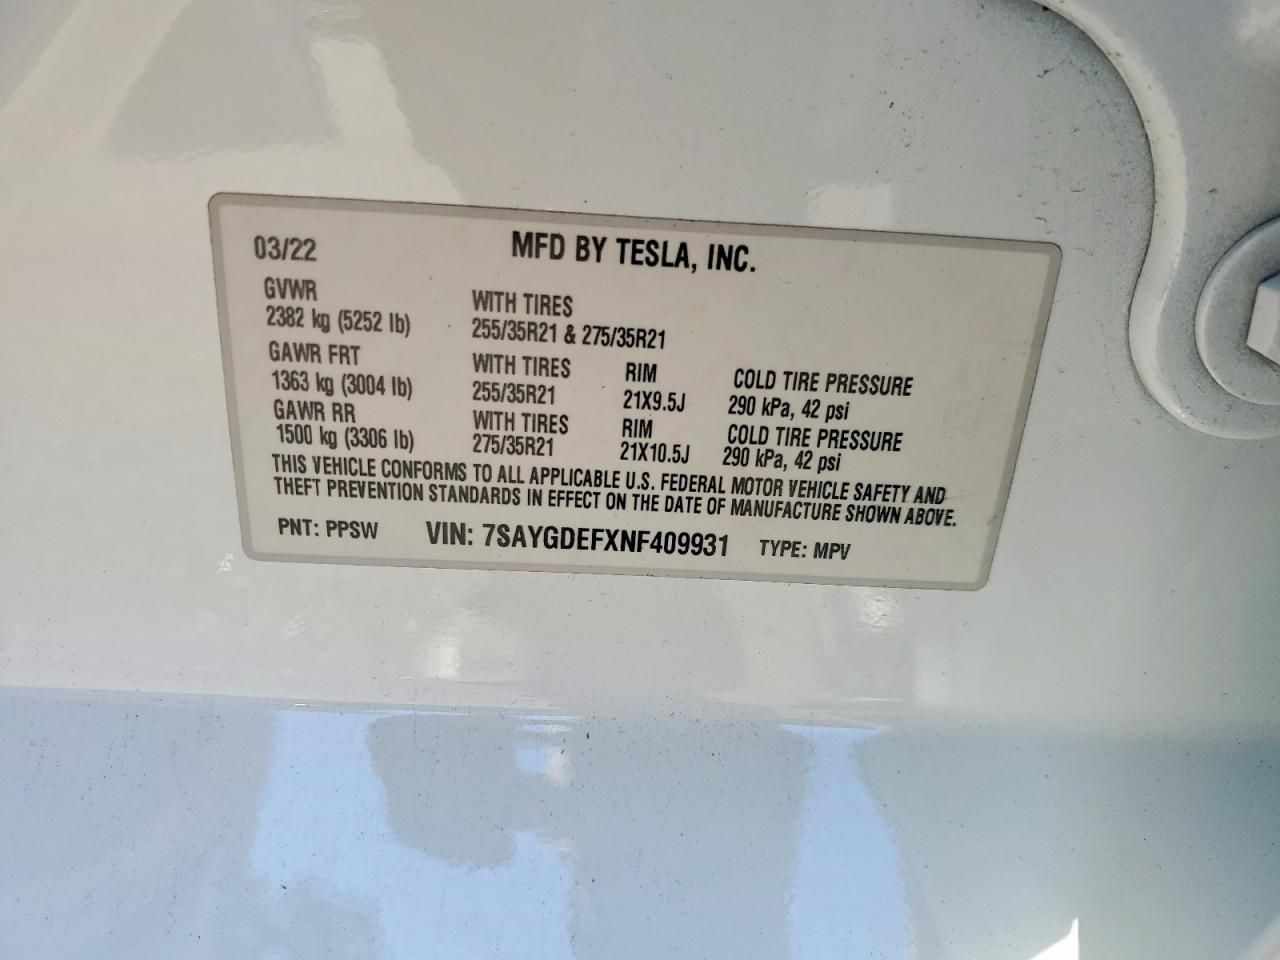 03/22 MFD BY TESLA, INC.
GVWR
2382 kg (5252 lb)
WITH TIRES
255/35R21 & 275/35R21
GAWR FRT
1363 kg (3004 lb)
WITH TIRES
255/35R21
RIM
21X9.5J
COLD TIRE PRESSURE
290 kPa, 42 psi
GAWR RR
1500 kg (3306 lb)
WITH TIRES
275/35R21
RIM
21X10.5J
COLD TIRE PRESSURE
290 kPa, 42 psi
THIS VEHICLE CONFORMS TO ALL APPLICABLE U.S. FEDERAL MOTOR VEHICLE SAFETY AND
THEFT PREVENTION STANDARDS IN EFFECT ON THE DATE OF MANUFACTURE SHOWN ABOVE.
PNT: PPSW VIN: 7SAYGDEFXNF409931 TYPE: MPV